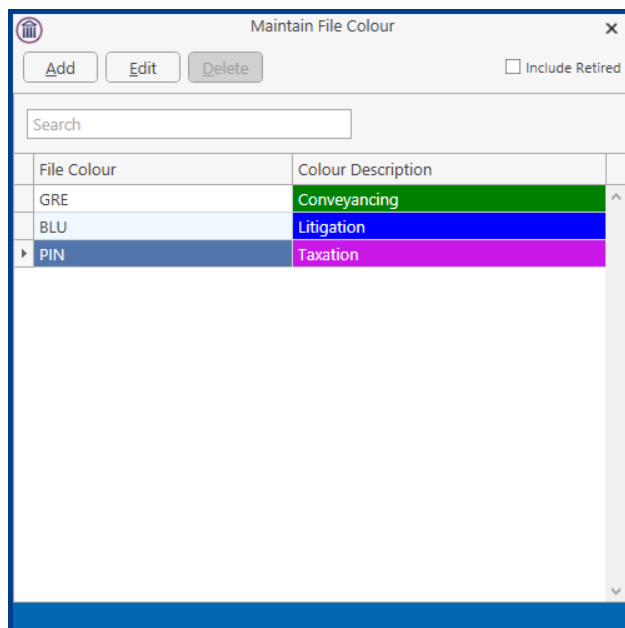 Maintain File Colour
Add Edit Delete Include Retired
Search
File Colour Colour Description
GRE Conveyancing
BLU Litigation
PIN Taxation